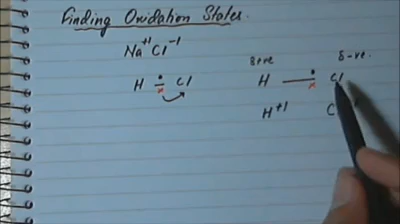 Finding Oxidation States.
Na+1 Cl-1
δ+ve δ-ve.
H Cl H Cl
H+1 C